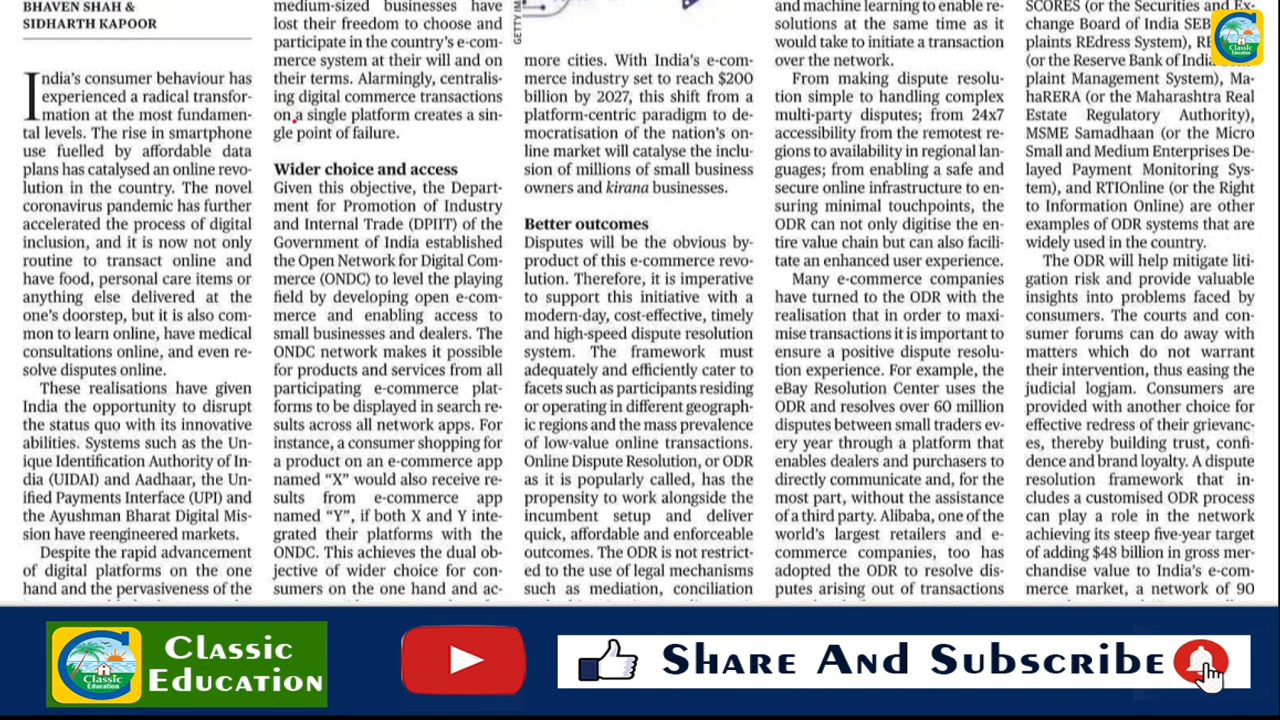 BHAVEN SHAH &
SIDHARTH KAPOOR
India's consumer behaviour has
experienced a radical transfor-
mation at the most fundamen-
tal levels. The rise in smartphone
use fuelled by affordable data
plans has catalysed an online revo-
lution in the country. The novel
coronavirus pandemic has further
accelerated the process of digital
inclusion, and it is now not only
routine to transact online and
have food, personal care items or
anything else delivered at the
one's doorstep, but it is also com-
mon to learn online, have medical
consultations online, and even re-
solve disputes online.
These realisations have given
India the opportunity to disrupt
the status quo with its innovative
abilities. Systems such as the Un-
ique Identification Authority of In-
dia (UIDAI) and Aadhaar, the Un-
ified Payments Interface (UPI) and
the Ayushman Bharat Digital Mis-
sion have reengineered markets.
Despite the rapid advancement
of digital platforms on the one
hand and the pervasiveness of the
medium-sized businesses have
lost their freedom to choose and
participate in the country's e-com-
merce system at their will and on
their terms. Alarmingly, centralis-
ing digital commerce transactions
on a single platform creates a sin-
gle point of failure.
Wider choice and access
Given this objective, the Depart-
ment for Promotion of Industry
and Internal Trade (DPIIT) of the
Government of India established
the Open Network for Digital Com-
merce (ONDC) to level the playing
field by developing open e-com-
merce and enabling access to
small businesses and dealers. The
ONDC network makes it possible
for products and services from all
participating e-commerce plat-
forms to be displayed in search re-
sults across all network apps. For
instance, a consumer shopping for
a product on an e-commerce app
named "X" would also receive re-
sults from e-commerce app
named "Y", if both X and Y inte-
grated their platforms with the
ONDC. This achieves the dual ob-
jective of wider choice for con-
sumers on the one hand and ac-
GETTY IM
more cities. With India's e-com-
merce industry set to reach $200
billion by 2027, this shift from a
platform-centric paradigm to de-
mocratisation of the nation's on-
line market will catalyse the inclu-
sion of millions of small business
owners and kirana businesses.
Better outcomes
Disputes will be the obvious by-
product of this e-commerce revo-
lution. Therefore, it is imperative
to support this initiative with a
modern-day, cost-effective, timely
and high-speed dispute resolution
system. The framework must
adequately and efficiently cater to
facets such as participants residing
or operating in different geograph-
ic regions and the mass prevalence
of low-value online transactions.
Online Dispute Resolution, or ODR
as it is popularly called, has the
propensity to work alongside the
incumbent setup and deliver
quick, affordable and enforceable
outcomes. The ODR is not restrict-
ed to the use of legal mechanisms
such as mediation, conciliation
and machine learning to enable re-
solutions at the same time as it
would take to initiate a transaction
over the network.
From making dispute resolu-
tion simple to handling complex
multi-party disputes; from 24x7
accessibility from the remotest re-
gions to availability in regional lan-
guages; from enabling a safe and
secure online infrastructure to en-
suring minimal touchpoints, the
ODR can not only digitise the en-
tire value chain but can also facili-
tate an enhanced user experience.
Many e-commerce companies
have turned to the ODR with the
realisation that in order to maxi-
mise transactions it is important to
ensure a positive dispute resolu-
tion experience. For example, the
eBay Resolution Center uses the
ODR and resolves over 60 million
disputes between small traders ev-
ery year through a platform that
enables dealers and purchasers to
directly communicate and, for the
most part, without the assistance
of a third party. Alibaba, one of the
world's largest retailers and e-
commerce companies, too has
adopted the ODR to resolve dis-
putes arising out of transactions
SCORES (or the Securities and Ex-
change Board of India SEB
plaints REdress System), RE
(or the Reserve Bank of India
plaint Management System), Ma-
haRERA (or the Maharashtra Real
Estate Regulatory Authority),
MSME Samadhaan (or the Micro
Small and Medium Enterprises De-
layed Payment Monitoring Sys-
tem), and RTIOnline (or the Right
to Information Online) are other
examples of ODR systems that are
widely used in the country.
The ODR will help mitigate liti-
gation risk and provide valuable
insights into problems faced by
consumers. The courts and con-
sumer forums can do away with
matters which do not warrant
their intervention, thus easing the
judicial logjam. Consumers are
provided with another choice for
effective redress of their grievanc-
es, thereby building trust, confi-
dence and brand loyalty. A dispute
resolution framework that in-
cludes a customised ODR process
can play a role in the network
achieving its steep five-year target
of adding $48 billion in gross mer-
chandise value to India's e-com-
merce market, a network of 90
Classic
Education
Classic
Education
Classic
Education
Share And Subscribe